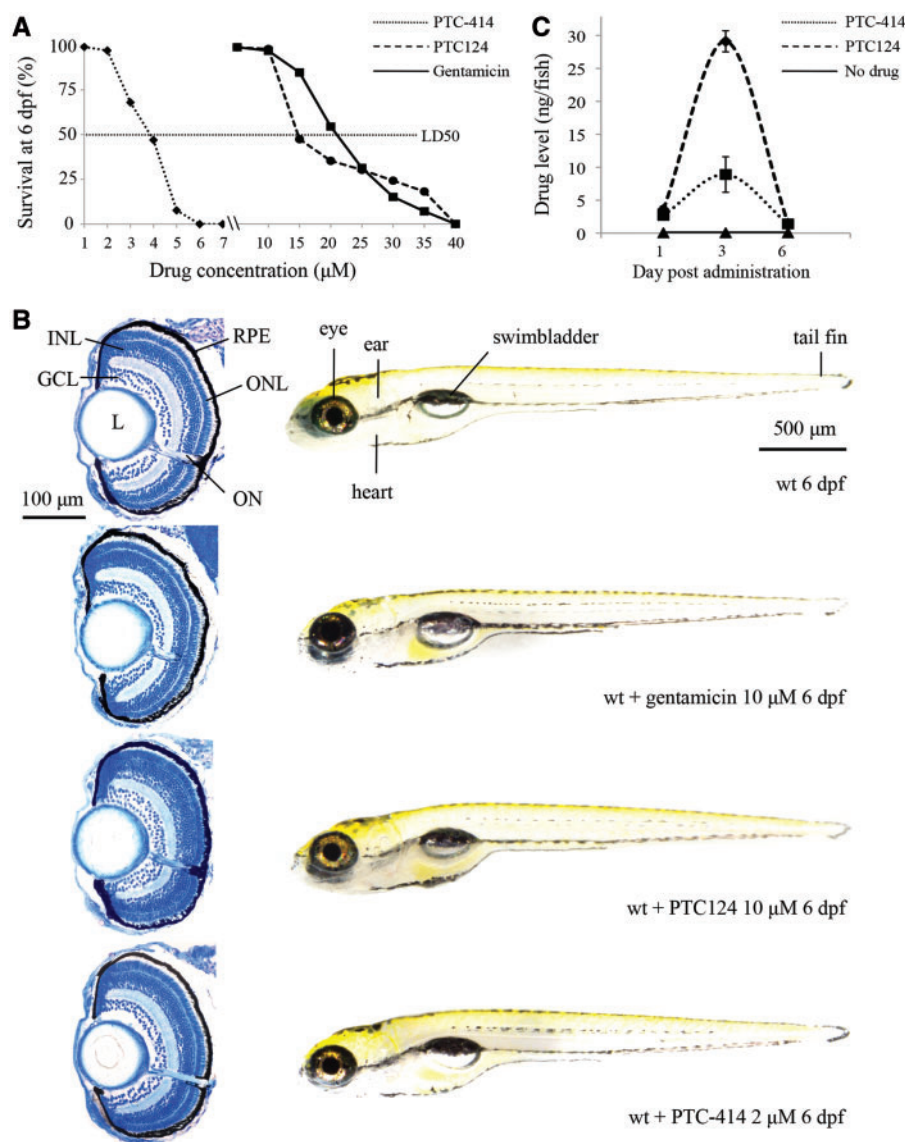 A
PTC-414
PTC124
Gentamicin
Survival at 6 dpf (%)
100
75
50
25
0
LD50
1 2 3 4 5 6 7 10 15 20 25 30 35 40
Drug concentration (μM)
C
PTC-414
PTC124
No drug
Drug level (ng/fish)
30
25
20
15
10
5
0
1 3 6
Day post administration
B
INL
RPE
GCL
ONL
L
ON
100 μm
eye
ear
swimbladder
tail fin
heart
500 μm
wt 6 dpf
wt + gentamicin 10 μM 6 dpf
wt + PTC124 10 μM 6 dpf
wt + PTC-414 2 μM 6 dpf